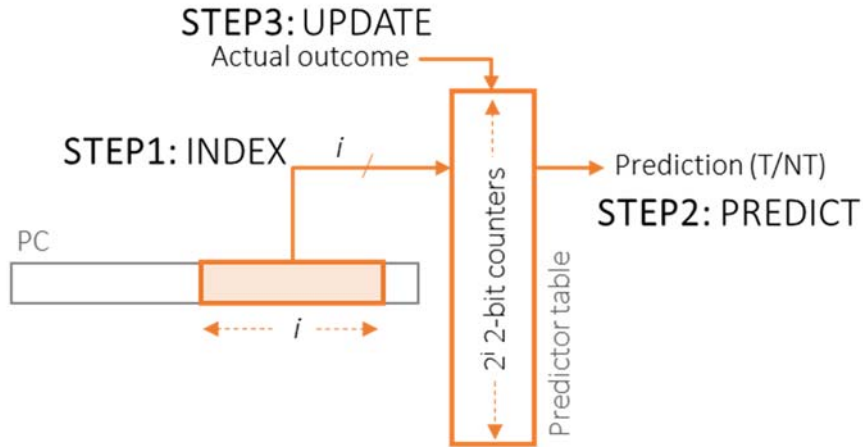 STEP3: UPDATE
Actual outcome
STEP1: INDEX
i
Prediction (T/NT)
STEP2: PREDICT
PC
i
2ⁱ 2-bit counters
Predictor table